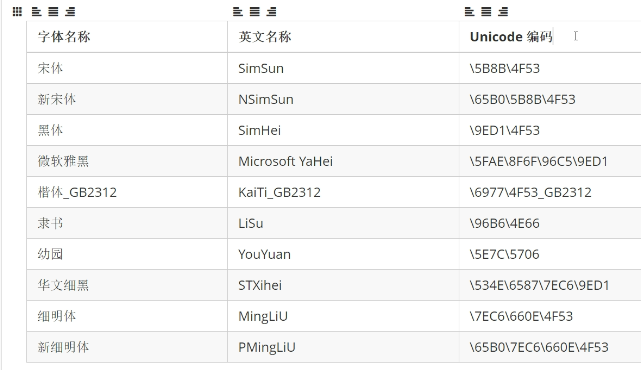 字体名称 英文名称 Unicode 编码
宋体 SimSun \5B8B\4F53
新宋体 NSimSun \65B0\5B8B\4F53
黑体 SimHei \9ED1\4F53
微软雅黑 Microsoft YaHei \5FAE\8F6F\96C5\9ED1
楷体_GB2312 KaiTi_GB2312 \6977\4F53_GB2312
隶书 LiSu \96B6\4E66
幼园 YouYuan \5E7C\5706
华文细黑 STXihei \534E\6587\7EC6\9ED1
细明体 MingLiU \7EC6\660E\4F53
新细明体 PMingLiU \65B0\7EC6\660E\4F53